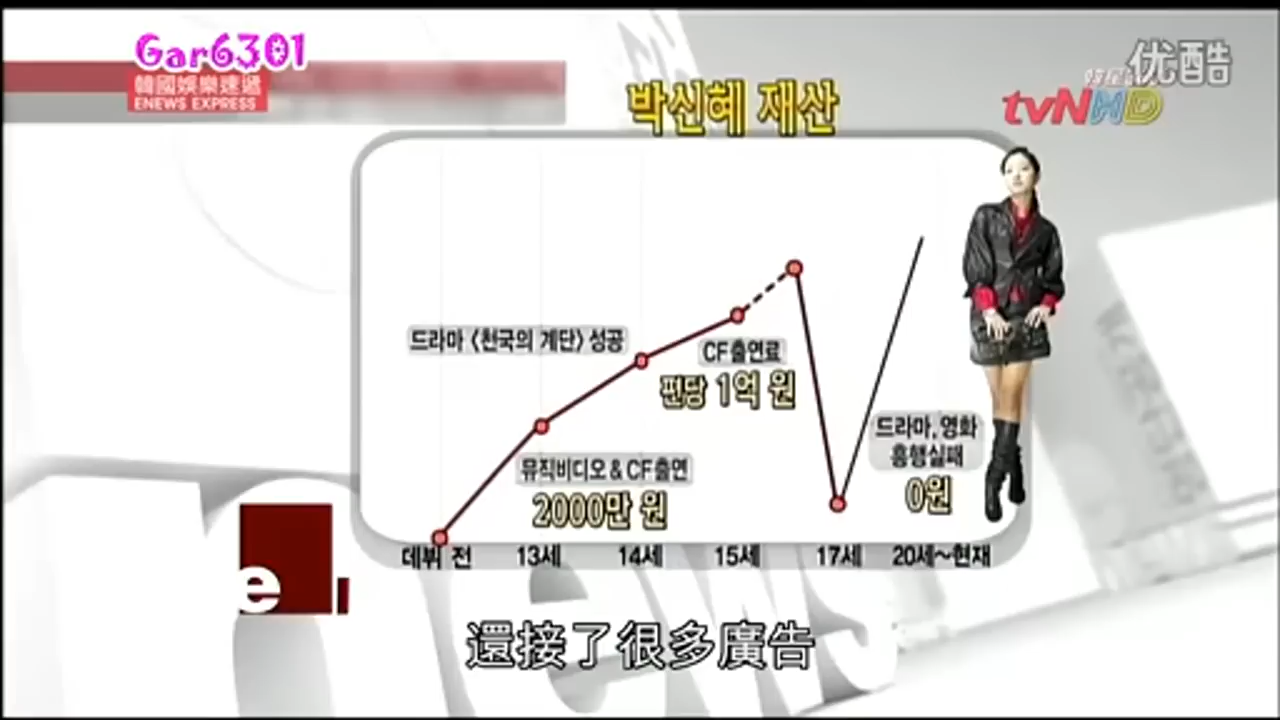 Gar6301
韓國娛樂速遞
ENEWS EXPRESS
优酷
tvN HD
박신혜 재산
드라마 <천국의 계단> 성공
CF 출연료
편당 1억 원
뮤직비디오 & CF 출연
2000만 원
드라마, 영화
흥행실패
0원
데뷔 전
13세
14세
15세
17세
20세~현재
e
news
還接了很多廣告